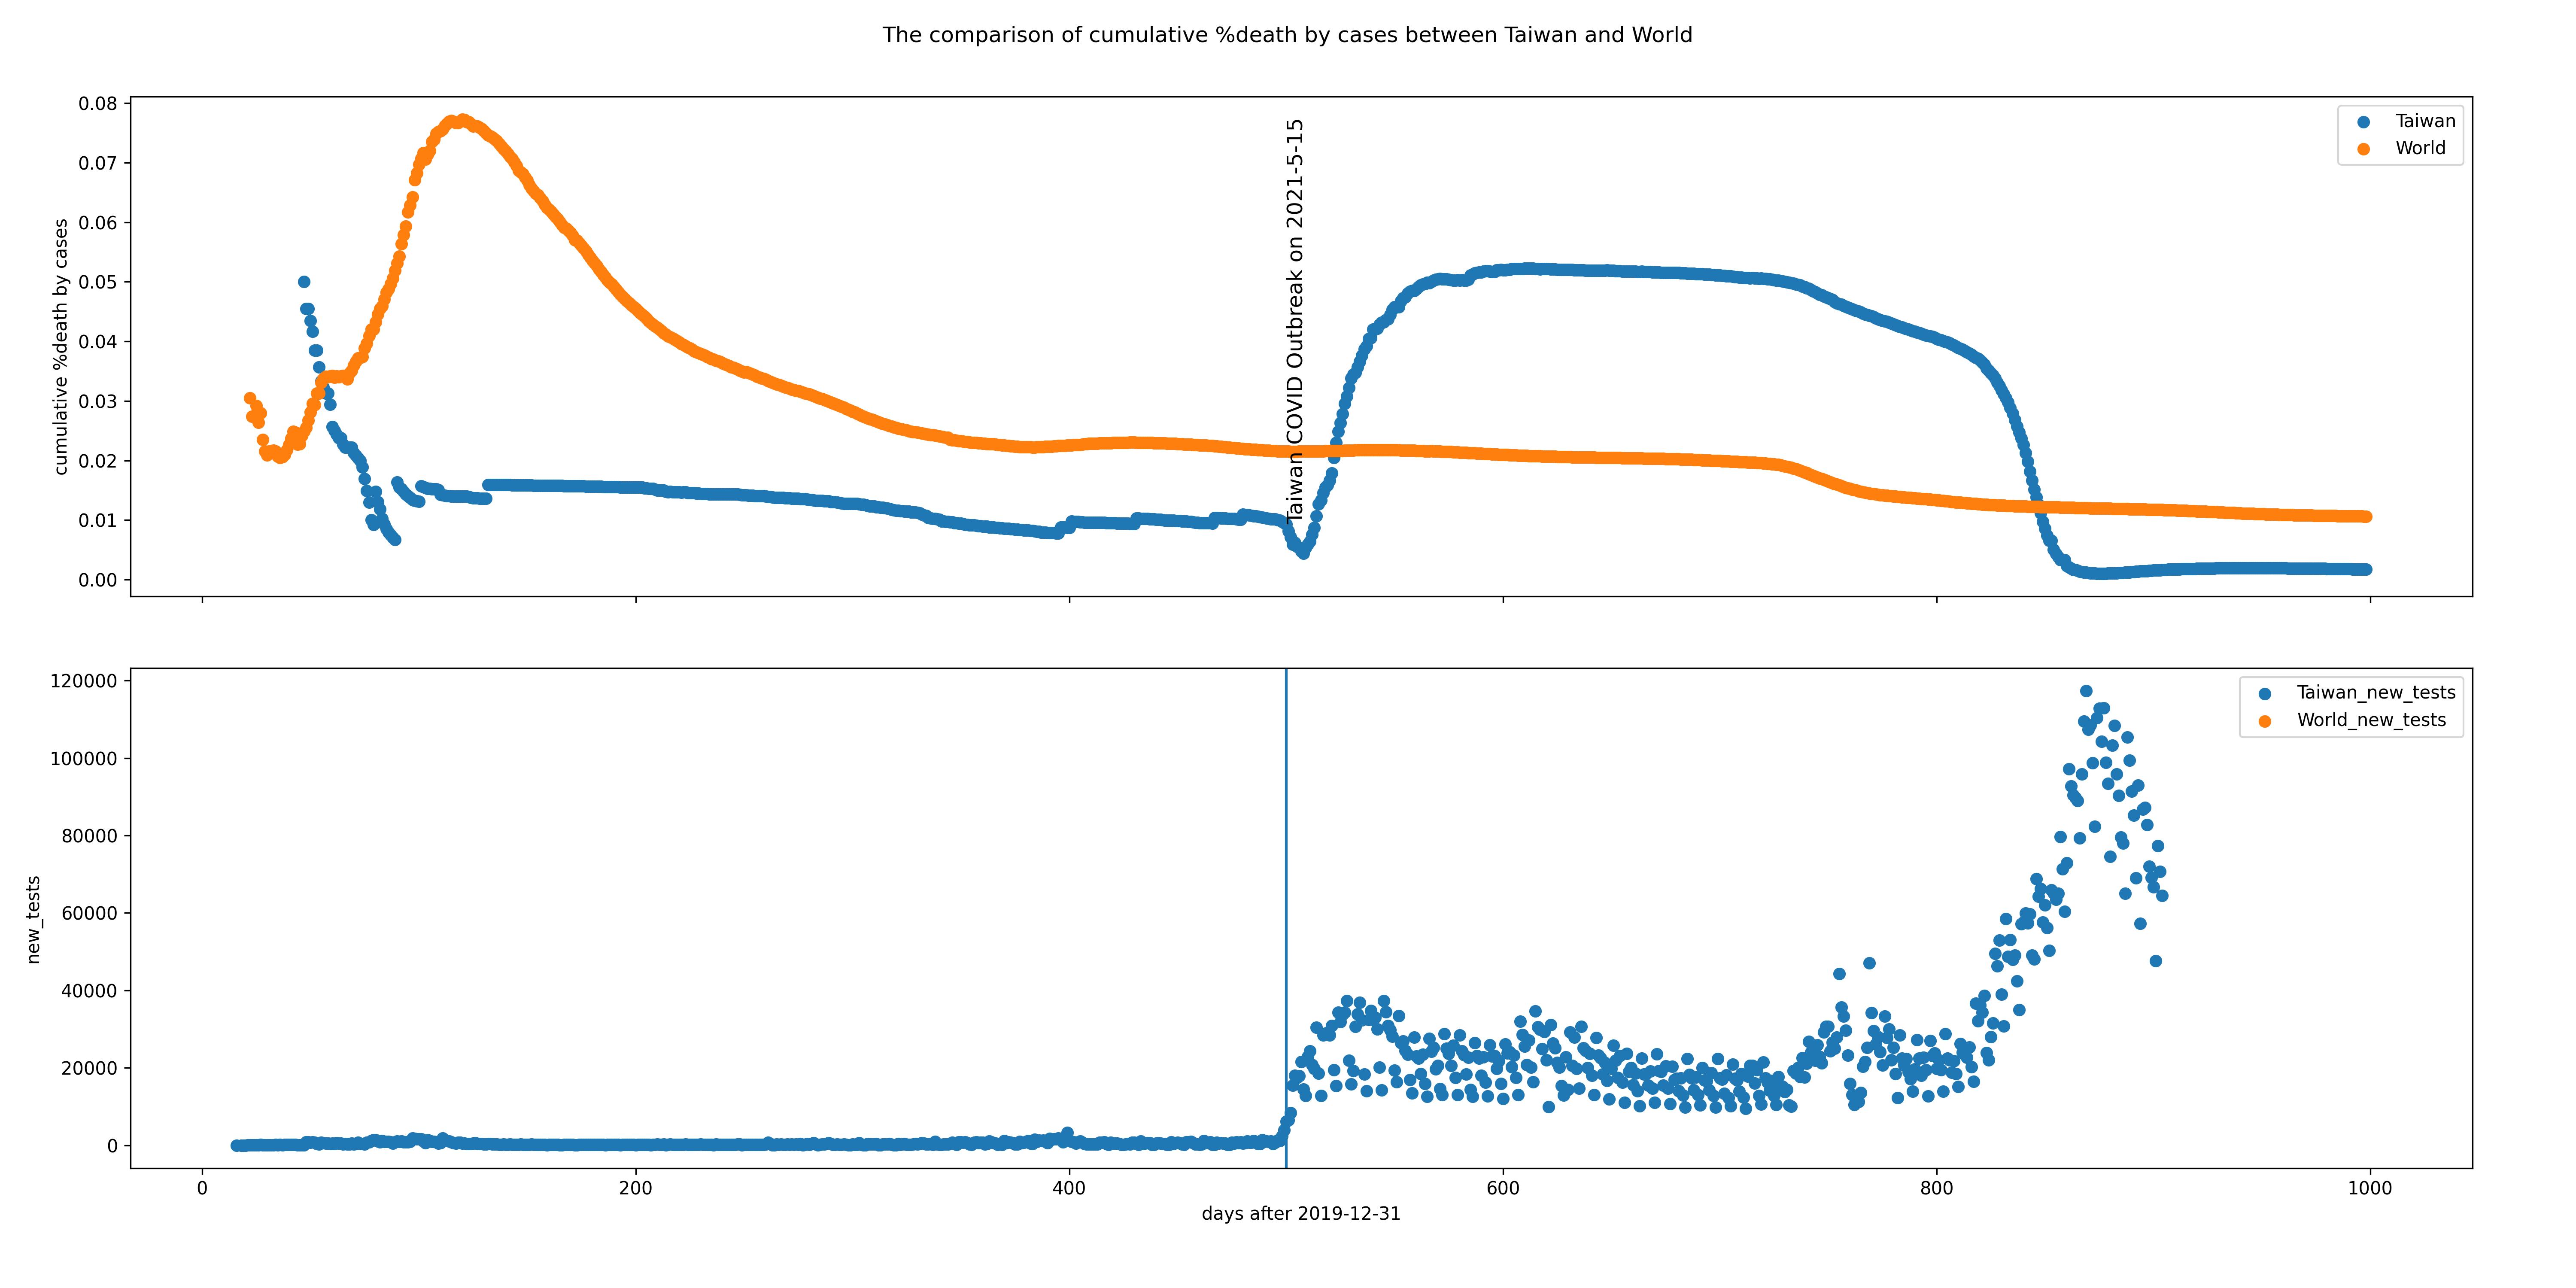 The comparison of cumulative %death by cases between Taiwan and World
cumulative %death by cases
0.08
0.07
0.06
0.05
0.04
0.03
0.02
0.01
0.00
Taiwan COVID Outbreak on 2021-5-15
Taiwan
World
new_tests
120000
100000
80000
60000
40000
20000
0
Taiwan_new_tests
World_new_tests
0 200 400 600 800 1000
days after 2019-12-31